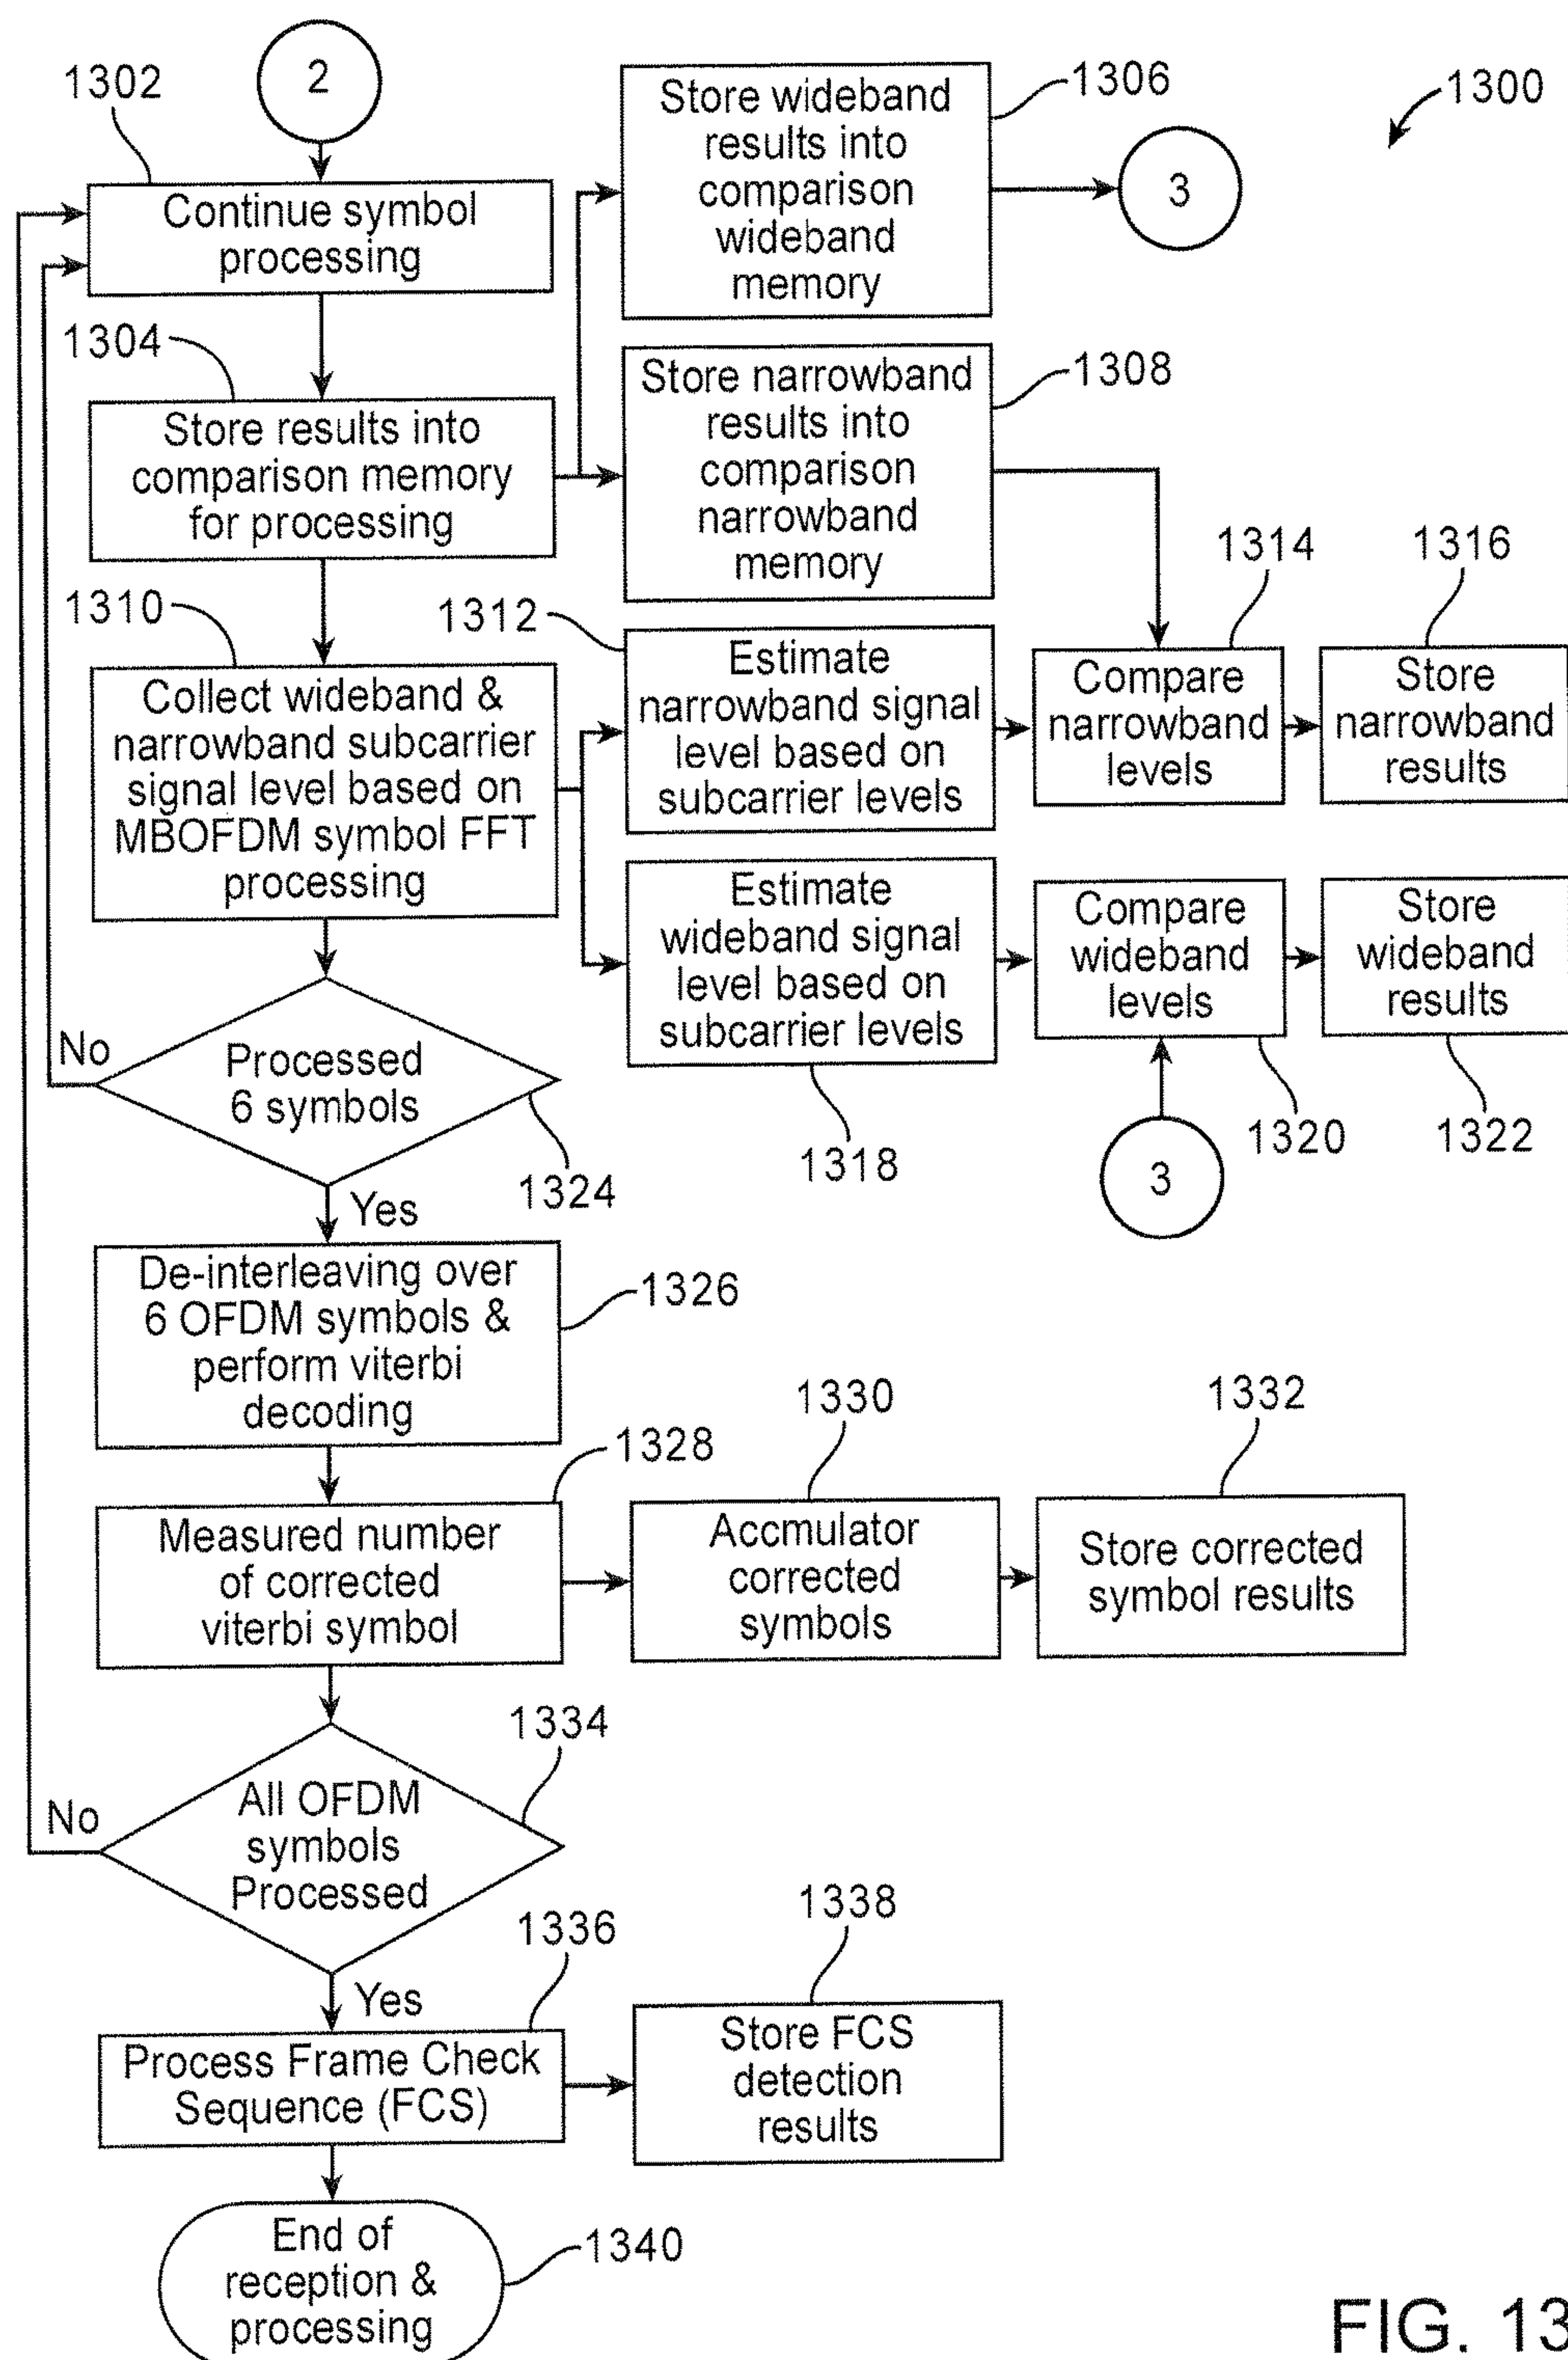 2
1302
Continue symbol
processing
1304
Store results into
comparison memory
for processing
1306
Store wideband
results into
comparison
wideband
memory
3
1300
1308
Store narrowband
results into
comparison
narrowband
memory
1310
Collect wideband &
narrowband subcarrier
signal level based on
MBOFDM symbol FFT
processing
1312
Estimate
narrowband signal
level based on
subcarrier levels
1314
Compare
narrowband
levels
1316
Store
narrowband
results
Estimate
wideband signal
level based on
subcarrier levels
1318
Compare
wideband
levels
1320
3
Store
wideband
results
1322
No
Processed
6 symbols
1324
Yes
De-interleaving over
6 OFDM symbols &
perform viterbi
decoding
1326
1328
Measured number
of corrected
viterbi symbol
1330
Accmulator
corrected
symbols
1332
Store corrected
symbol results
1334
No
All OFDM
symbols
Processed
Yes
1336
Process Frame Check
Sequence (FCS)
1338
Store FCS
detection
results
End of
reception &
processing
1340
FIG. 13